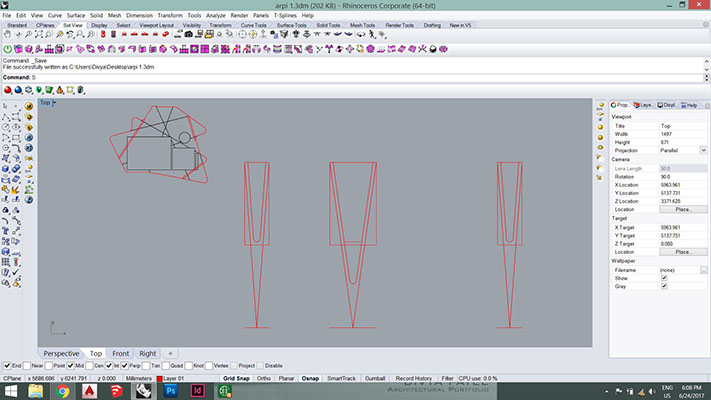 arpi 1.3dm (202 KB) - Rhinoceros Corporate (64-bit)
File Edit View Curve Surface Solid Mesh Dimension Transform Tools Analyze Render Panels T-Splines Help
Standard CPlanes Set View Display Select Viewport Layout Visibility Transform Curve Tools Surface Tools Solid Tools Mesh Tools Render Tools Drafting New in V5
Command: _Save
File successfully written as C:\Users\Divya\Desktop\arpi 1.3dm
Command: S
Top
Prop.. Laye.. Displ.. Help
Viewport
Title Top
Width 1497
Height 871
Projection Parallel
Camera
Lens Length 50.0
Rotation 90.0
X Location 5963.961
Y Location 5137.731
Z Location 3371.628
Location Place...
Target
X Target 5963.961
Y Target 5137.731
Z Target 0.000
Location Place...
Wallpaper
Filename (none)
Show
Gray
y
x
Perspective Top Front Right
End Near Point Mid Cen Int Perp Tan Quad Knot Vertex Project Disable
CPlane x 5686.686 y 6241.791 z 0.000 Millimeters Layer 01 Grid Snap Ortho Planar Osnap SmartTrack Gumball Record History Filter CPU use: 0.0 %
Architectural Portfolio
Ps Id
ENG 6:08 PM
US 6/24/2017